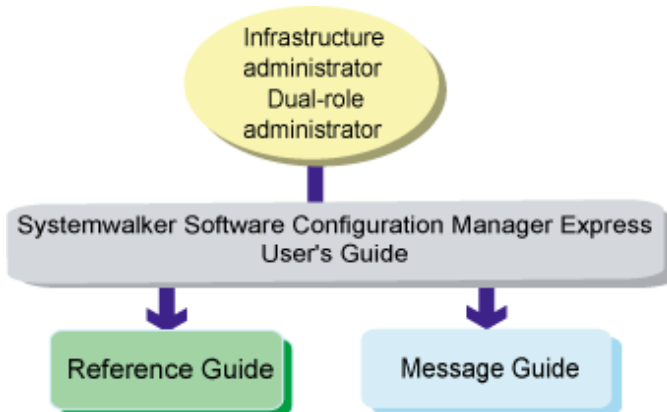 Infrastructure
administrator
Dual-role
administrator
Systemwalker Software Configuration Manager Express
User's Guide
Reference Guide
Message Guide